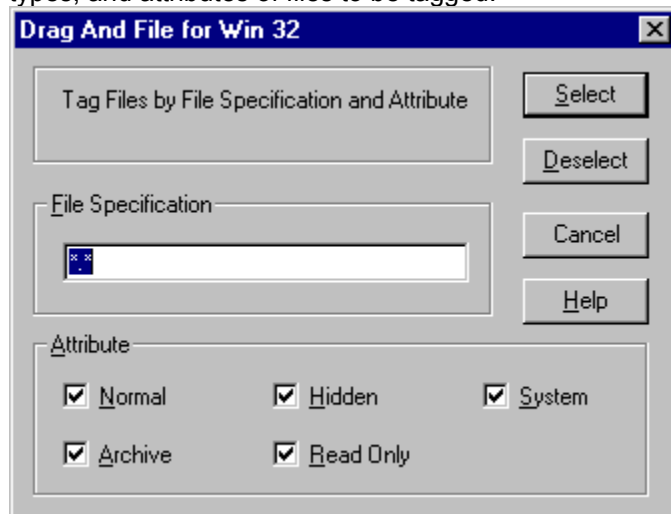 types, and attributes of files to be tagged.
Drag And File for Win 32
Tag Files by File Specification and Attribute
Select
Deselect
File Specification
*.*
Cancel
Help
Attribute
Normal
Hidden
System
Archive
Read Only